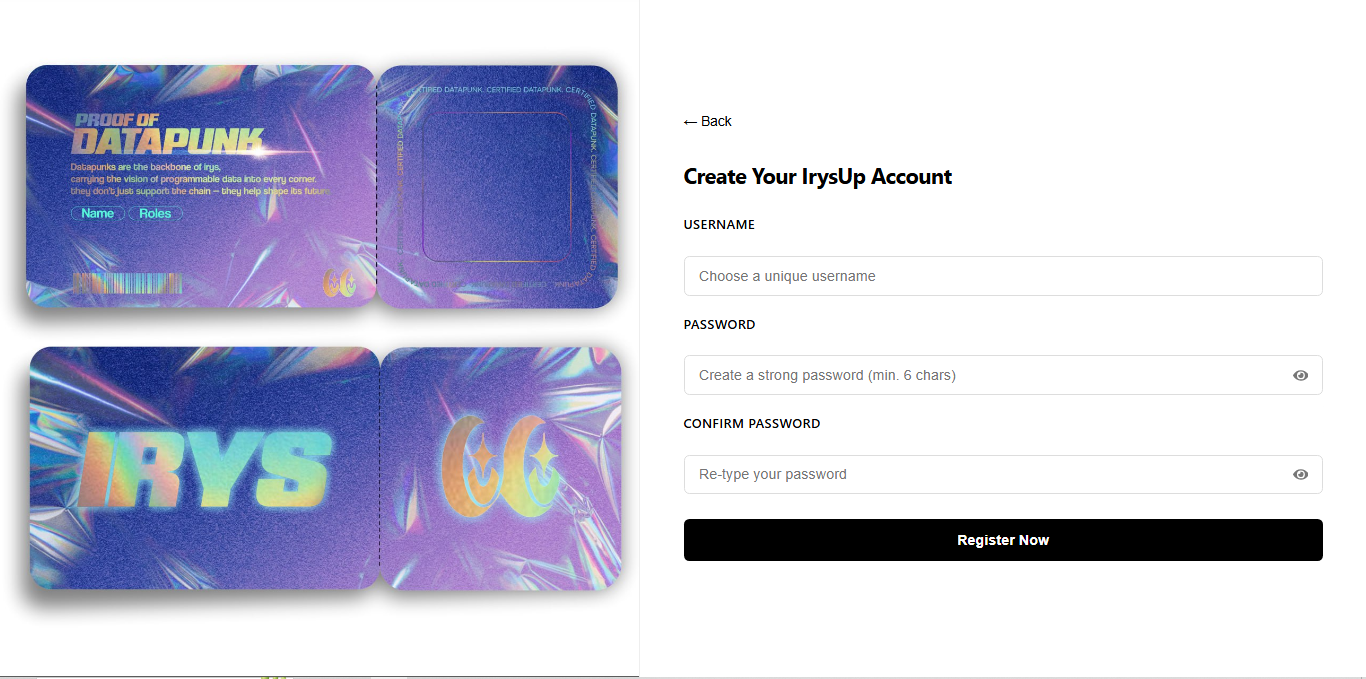 PROOF OF
DATAPUNK
Datapunks are the backbone of irys,
carrying the vision of programmable data into every corner.
they don't just support the chain – they help shape its future
Name Roles
CERTIFIED DATAPUNK. CERTIFIED DATAPUNK. CERTIFIED DATAPUNK. CERTIFIED DATAPUNK.
IRYS
← Back
Create Your IrysUp Account
USERNAME
Choose a unique username
PASSWORD
Create a strong password (min. 6 chars)
CONFIRM PASSWORD
Re-type your password
Register Now